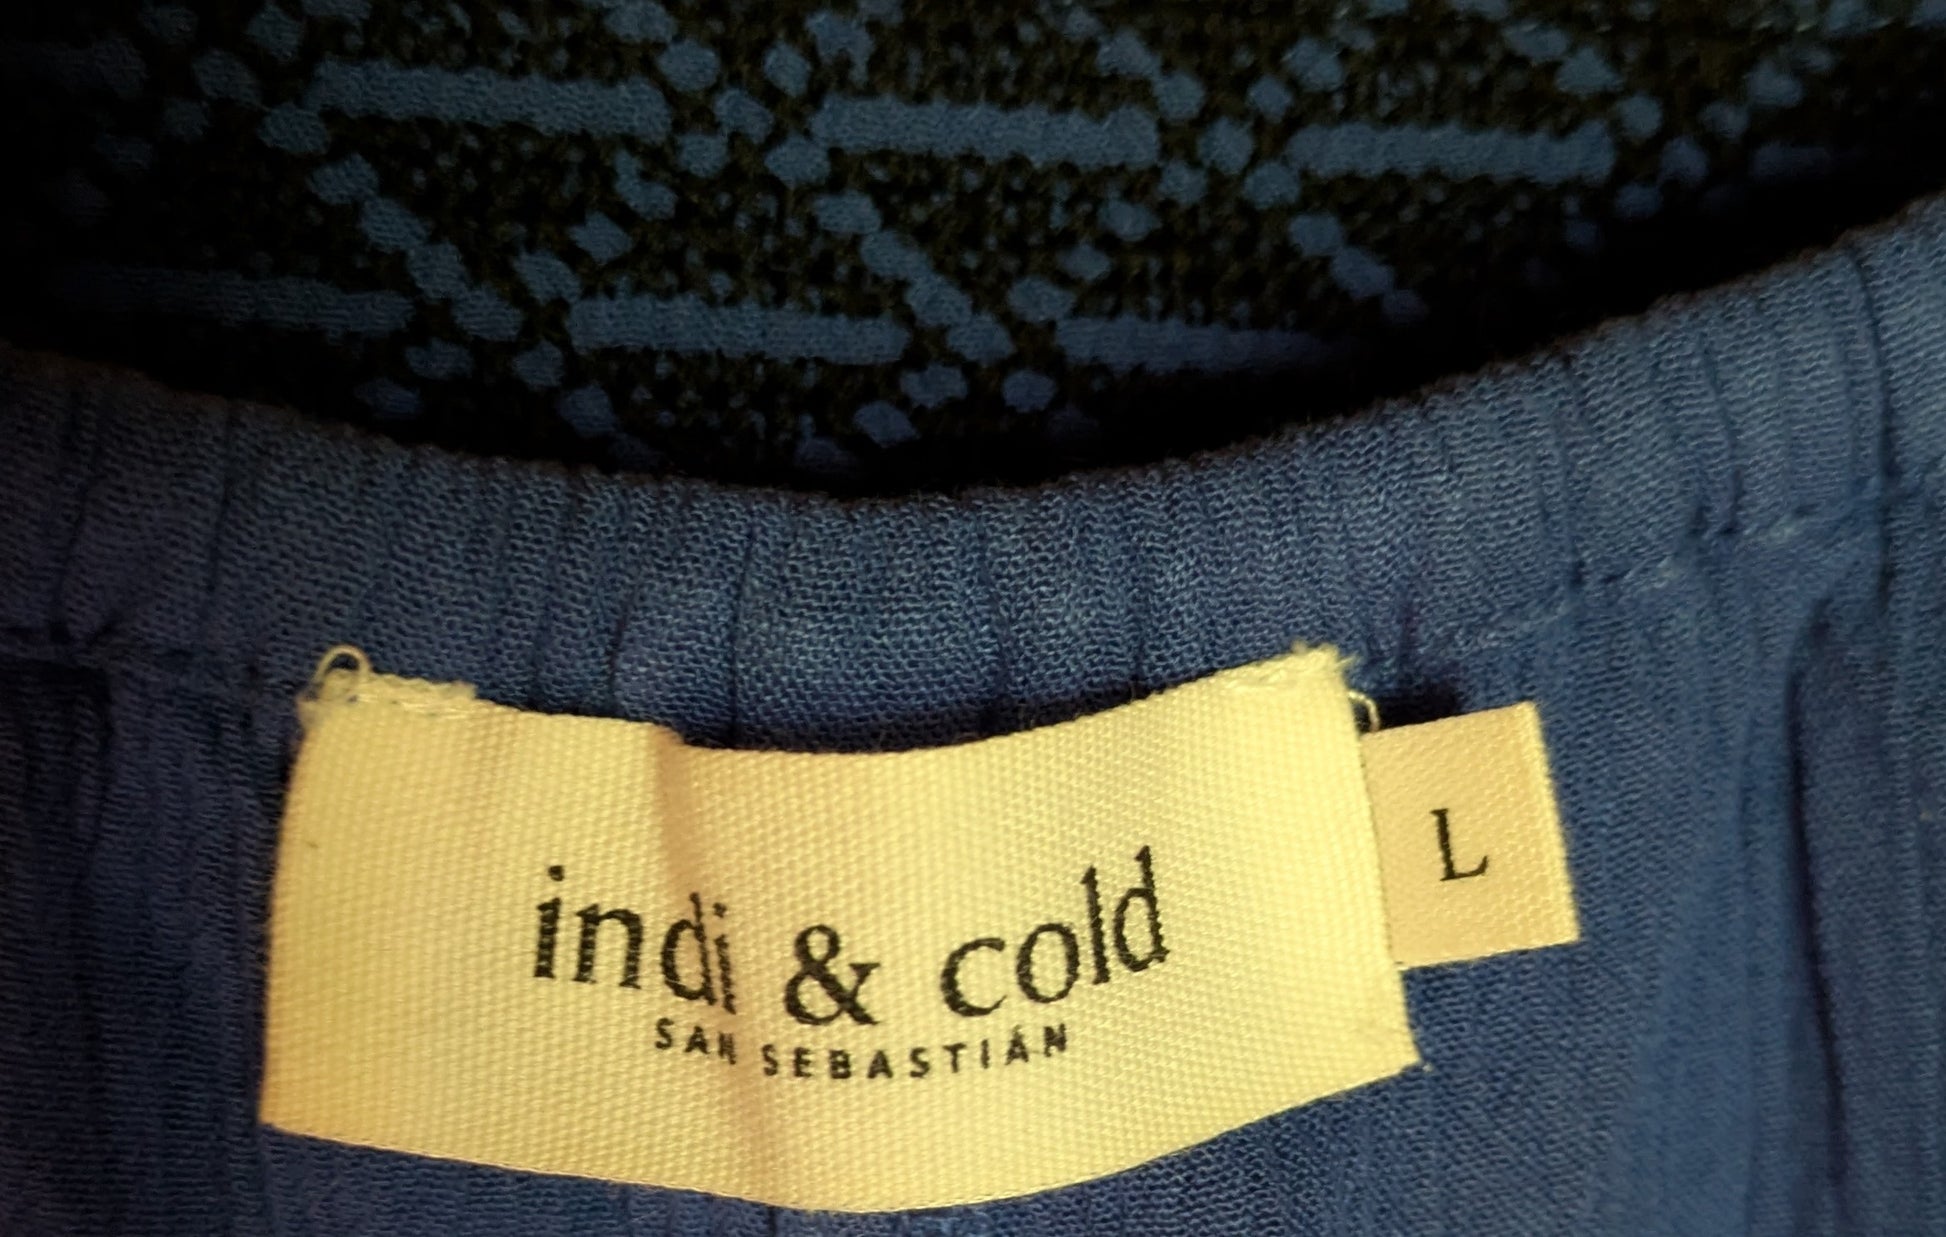 indi & cold
SAN SEBASTIÁN
L